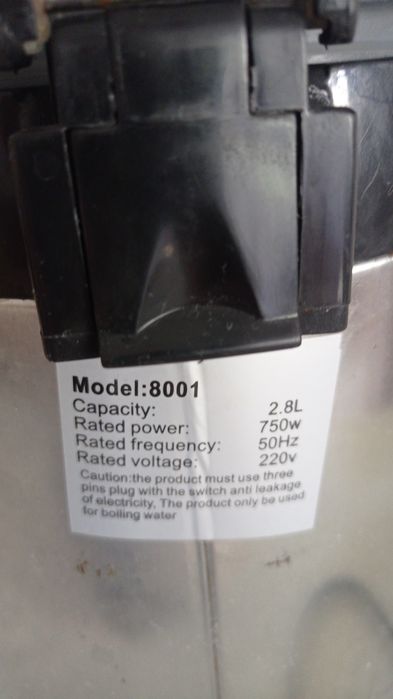 Model:8001
Capacity: 2.8L
Rated power: 750w
Rated frequency: 50Hz
Rated voltage: 220v
Caution:the product must use three
pins plug with the switch anti leakage
of electricity, The product only be used
for boiling water